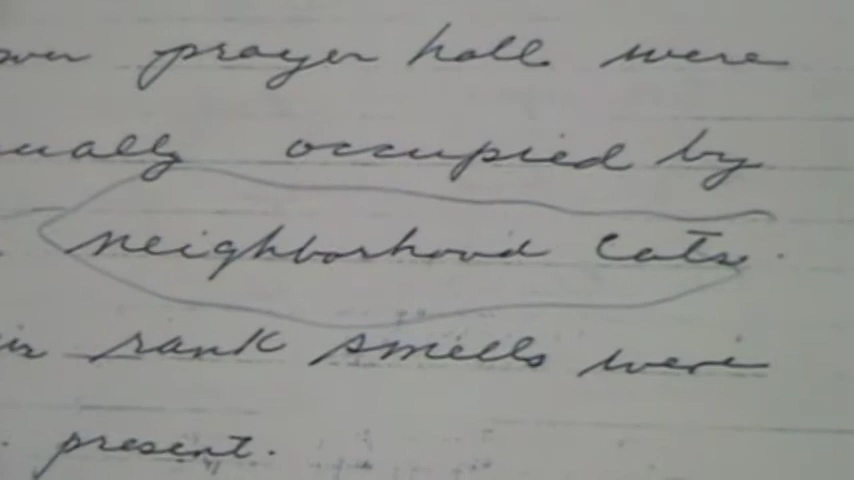 prayer hall were
occupied by
neighborhood cats.
rank smells were
present.